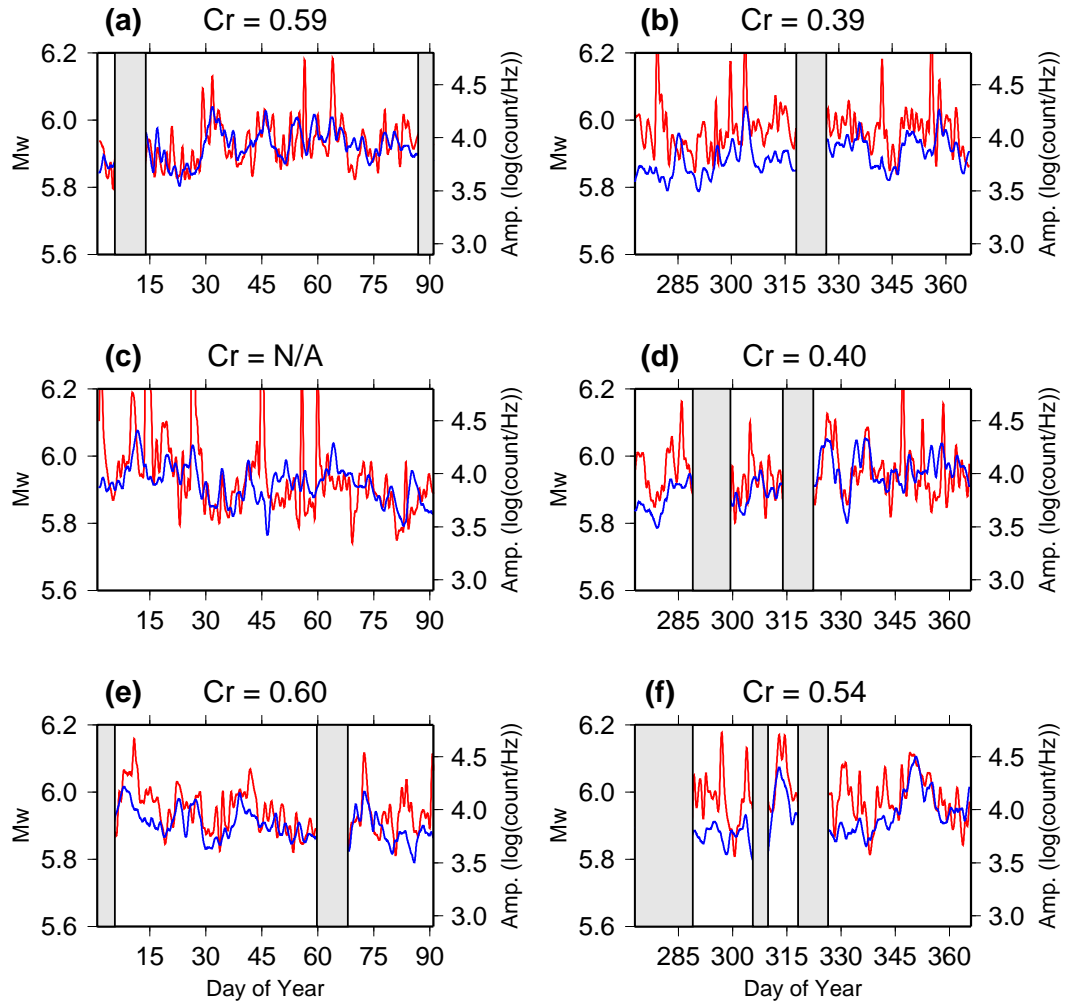 (a) Cr = 0.59
6.2
6.0
5.8
5.6
Mw
4.5
4.0
3.5
3.0
Amp. (log(count/Hz))
15 30 45 60 75 90
(b) Cr = 0.39
6.2
6.0
5.8
5.6
Mw
4.5
4.0
3.5
3.0
Amp. (log(count/Hz))
285 300 315 330 345 360
(c) Cr = N/A
6.2
6.0
5.8
5.6
Mw
4.5
4.0
3.5
3.0
Amp. (log(count/Hz))
15 30 45 60 75 90
(d) Cr = 0.40
6.2
6.0
5.8
5.6
Mw
4.5
4.0
3.5
3.0
Amp. (log(count/Hz))
285 300 315 330 345 360
(e) Cr = 0.60
6.2
6.0
5.8
5.6
Mw
4.5
4.0
3.5
3.0
Amp. (log(count/Hz))
15 30 45 60 75 90
Day of Year
(f) Cr = 0.54
6.2
6.0
5.8
5.6
Mw
4.5
4.0
3.5
3.0
Amp. (log(count/Hz))
285 300 315 330 345 360
Day of Year